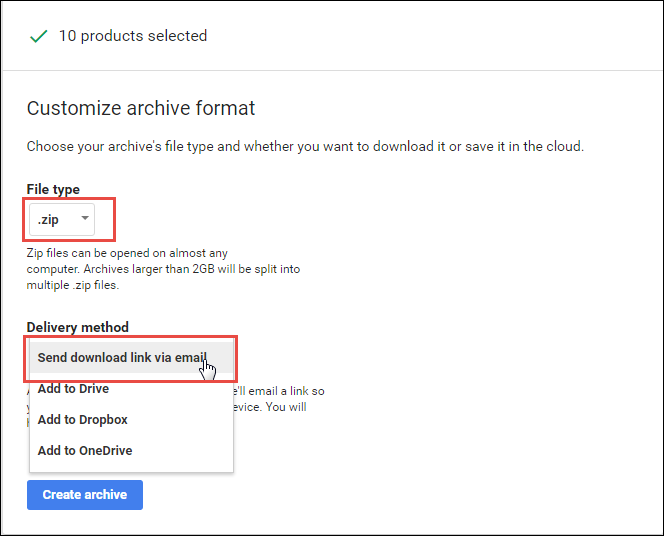 10 products selected
Customize archive format
Choose your archive's file type and whether you want to download it or save it in the cloud.
File type
.zip
Zip files can be opened on almost any
computer. Archives larger than 2GB will be split into
multiple .zip files.
Delivery method
Send download link via email
Add to Drive
'll email a link so
evice. You will
Add to Dropbox
Add to OneDrive
Create archive